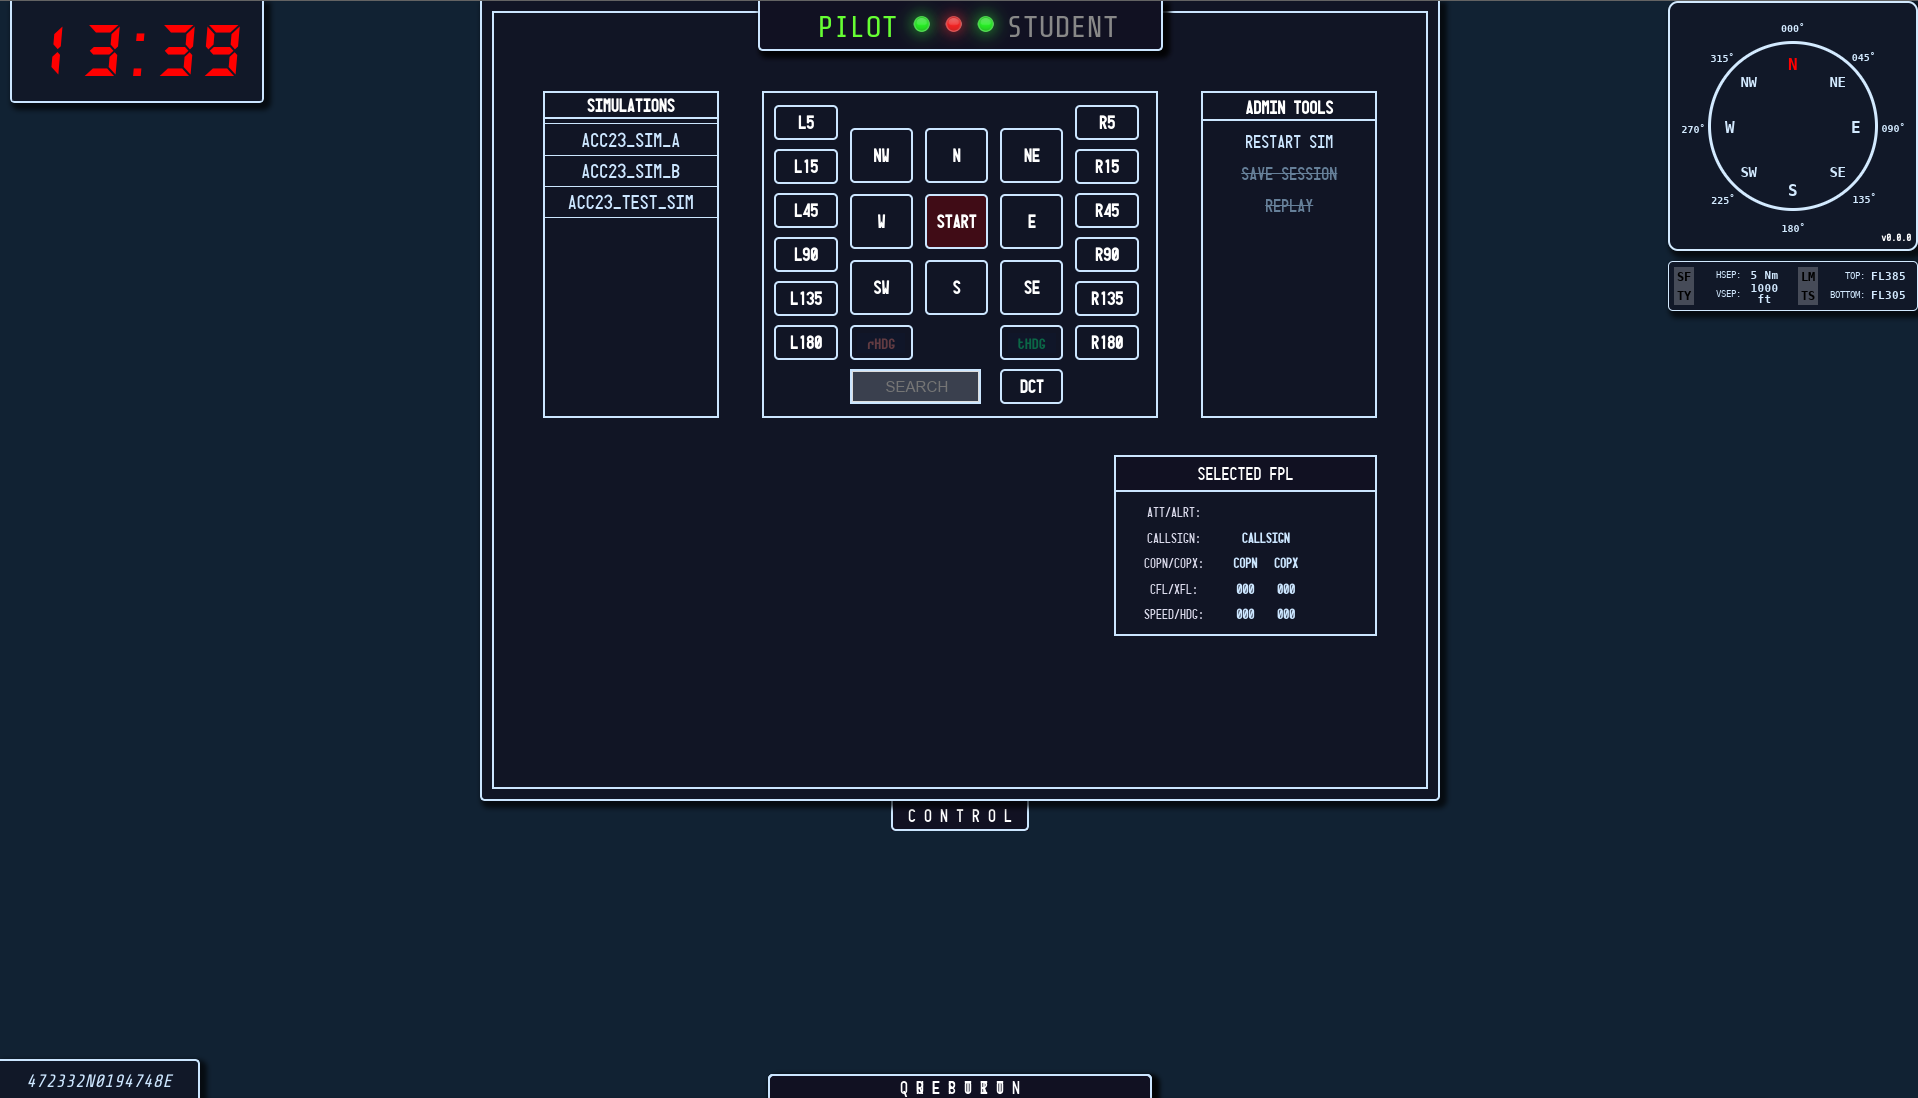 13:39
PILOT STUDENT
SIMULATIONS
ACC23_SIM_A
ACC23_SIM_B
ACC23_TEST_SIM
L5
L15
L45
L90
L135
L180
NW N NE
W START E
SW S SE
rHDG tHDG
SEARCH DCT
R5
R15
R45
R90
R135
R180
ADMIN TOOLS
RESTART SIM
SAVE SESSION
REPLAY
SELECTED FPL
ATT/ALRT:
CALLSIGN: CALLSIGN
COPN/COPX: COPN COPX
CFL/XFL: 000 000
SPEED/HDG: 000 000
CONTROL
000°
315° N 045°
NW NE
270° W E 090°
SW SE
225° S 135°
180°
v0.0.0
SF HSEP: 5 Nm LM TOP: FL385
TY VSEP: 1000 ft TS BOTTOM: FL305
472332N0194748E